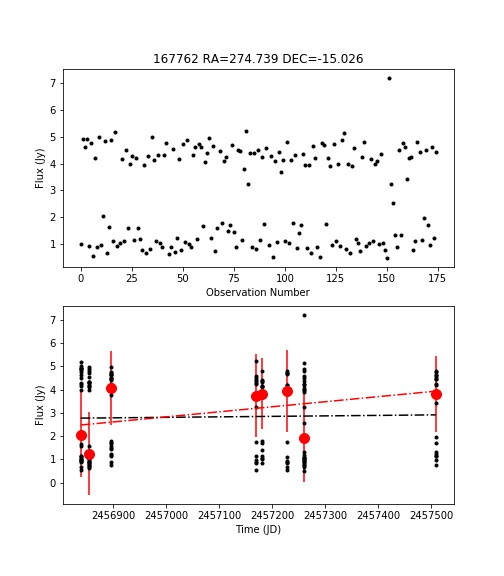 167762 RA=274.739 DEC=-15.026
7
6
5
4
3
2
1
Flux (Jy)
0 25 50 75 100 125 150 175
Observation Number
7
6
5
4
3
2
1
0
Flux (Jy)
2456900 2457000 2457100 2457200 2457300 2457400 2457500
Time (JD)